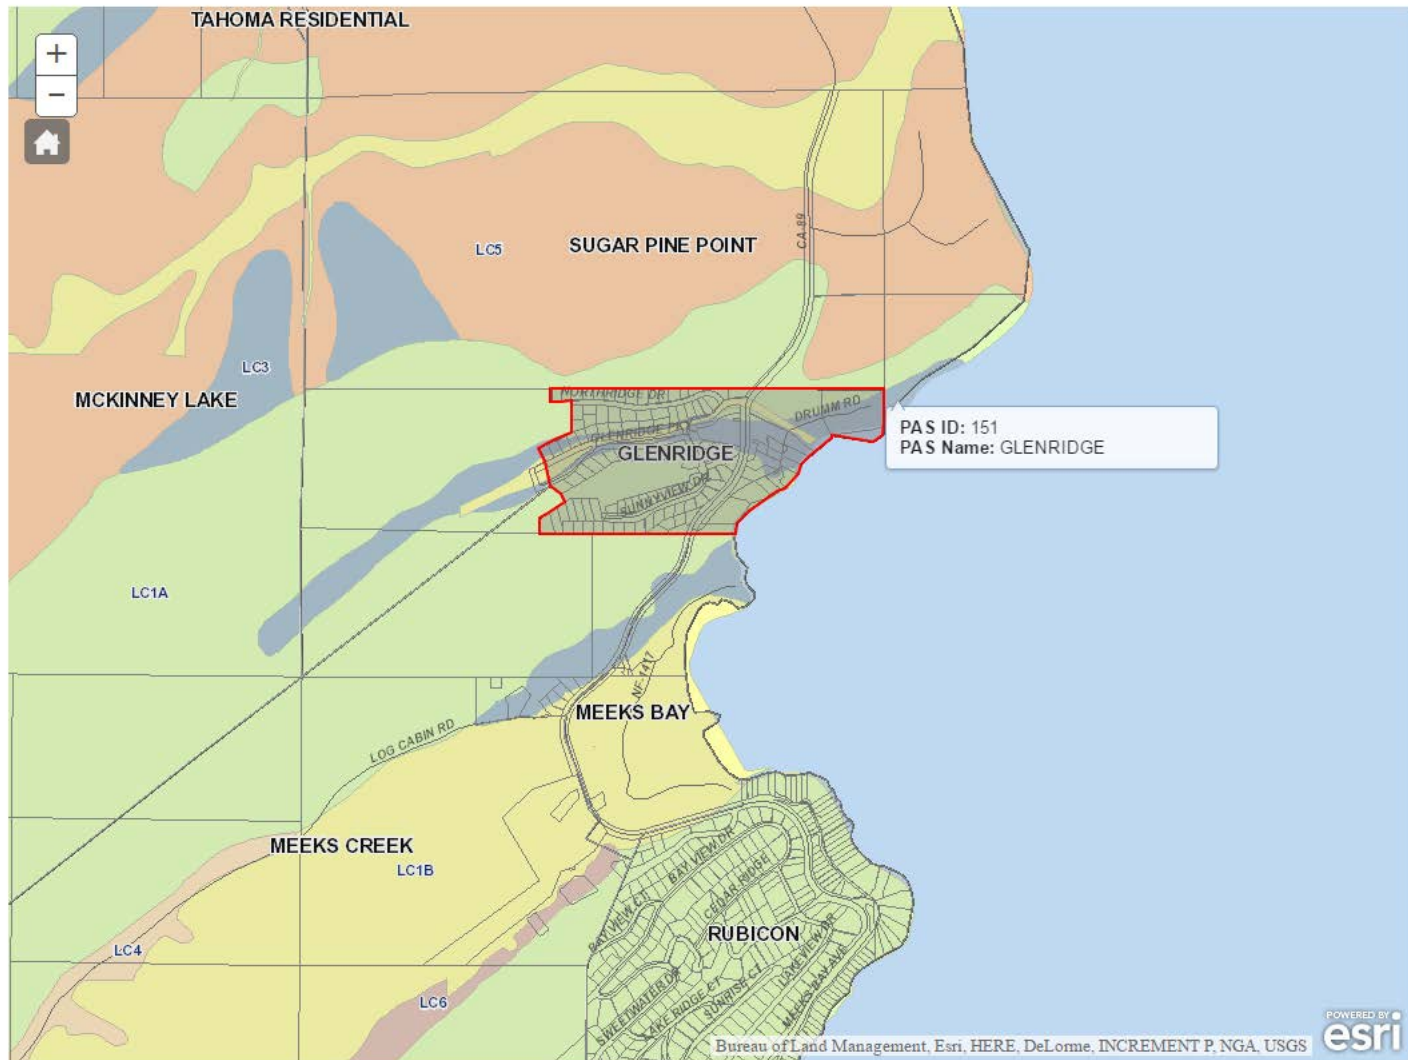 TAHOMA RESIDENTIAL
+
−
CA-89
SUGAR PINE POINT
LC5
LC3
MCKINNEY LAKE
NORTHRIDGE DR
DRUMM RD
PAS ID: 151
PAS Name: GLENRIDGE
GLENRIDGE PKY
GLENRIDGE
SUNNYVIEW DR
LC1A
NF-1417
MEEKS BAY
LOG CABIN RD
MEEKS CREEK
LC1B
BAY VIEW DR
CEDAR RIDGE
BAY VIEW CT
RUBICON
LC4
LAKEVIEW DR
SWEETWATER DR
LAKE RIDGE CT
SUNRISE CT
MEEKS BAY AVE
LC6
POWERED BY
esri
Bureau of Land Management, Esri, HERE, DeLorme, INCREMENT P, NGA, USGS